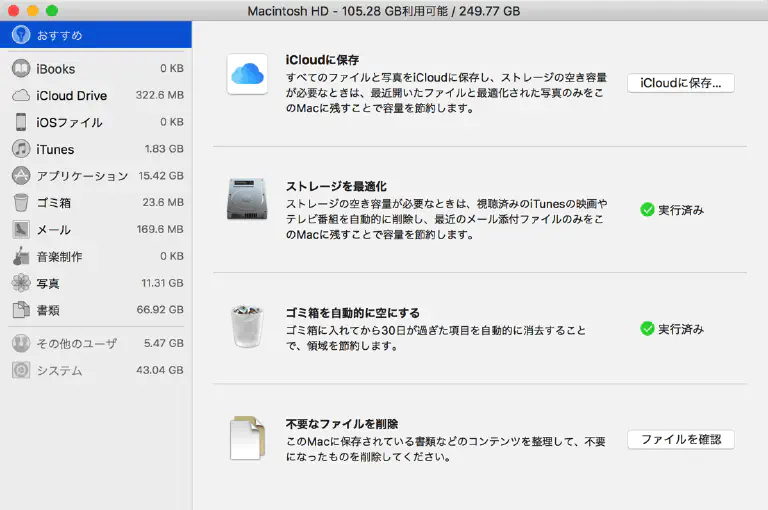 Macintosh HD - 105.28 GB利用可能 / 249.77 GB
おすすめ
iBooks 0 KB
iCloud Drive 322.6 MB
iOSファイル 0 KB
iTunes 1.83 GB
アプリケーション 15.42 GB
ゴミ箱 23.6 MB
メール 169.6 MB
音楽制作 0 KB
写真 11.31 GB
書類 66.92 GB
その他のユーザ 5.47 GB
システム 43.04 GB
iCloudに保存
すべてのファイルと写真をiCloudに保存し、ストレージの空き容量
が必要なときは、最近開いたファイルと最適化された写真のみをこ
のMacに残すことで容量を節約します。
iCloudに保存...
ストレージを最適化
ストレージの空き容量が必要なときは、視聴済みのiTunesの映画や
テレビ番組を自動的に削除し、最近のメール添付ファイルのみをこ
のMacに残すことで容量を節約します。
実行済み
ゴミ箱を自動的に空にする
ゴミ箱に入れてから30日が過ぎた項目を自動的に消去すること
で、領域を節約します。
実行済み
不要なファイルを削除
このMacに保存されている書類などのコンテンツを整理して、不要
になったものを削除してください。
ファイルを確認